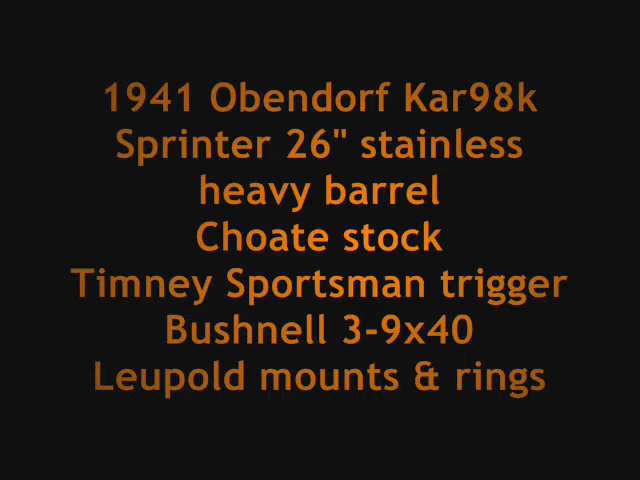 1941 Obendorf Kar98k
Sprinter 26" stainless
heavy barrel
Choate stock
Timney Sportsman trigger
Bushnell 3-9x40
Leupold mounts & rings